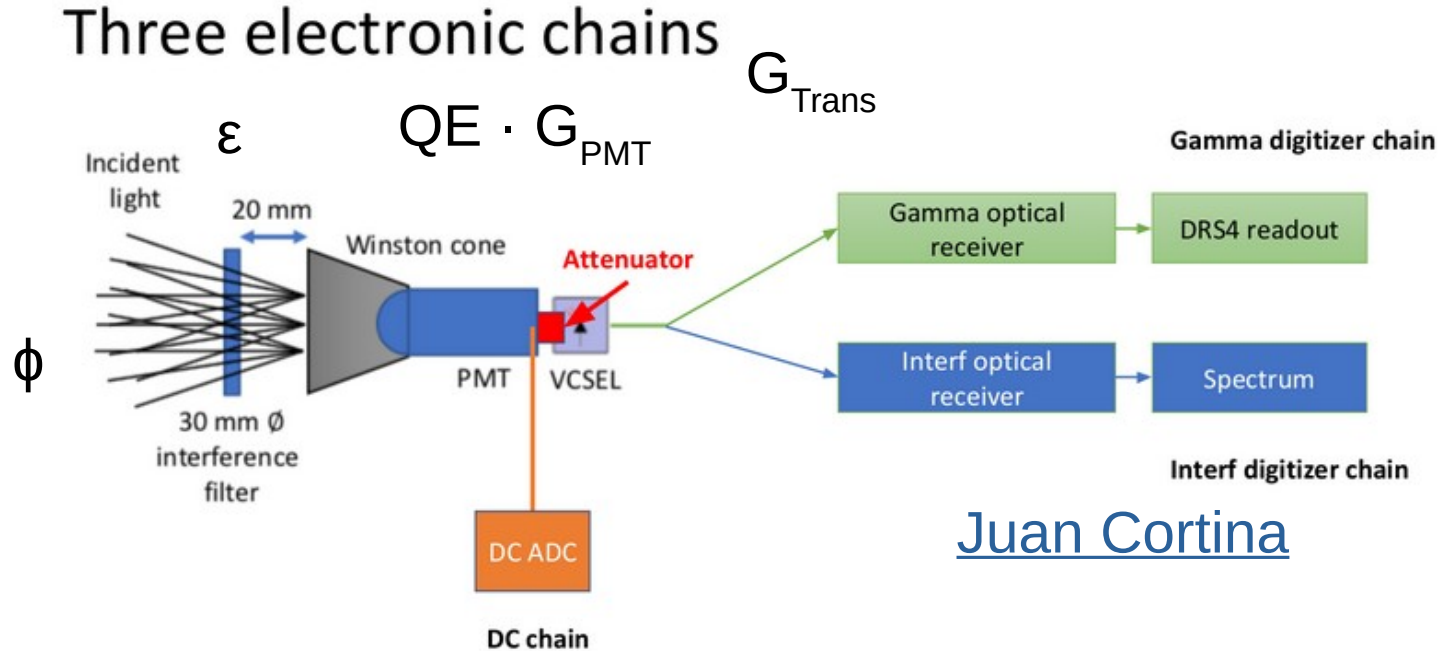 Three electronic chains
G_Trans
ε
QE · G_PMT
Incident
light
20 mm
Winston cone
Attenuator
ϕ
PMT
VCSEL
30 mm Ø
interference
filter
DC ADC
DC chain
Gamma digitizer chain
Gamma optical
receiver
DRS4 readout
Interf optical
receiver
Spectrum
Interf digitizer chain
Juan Cortina